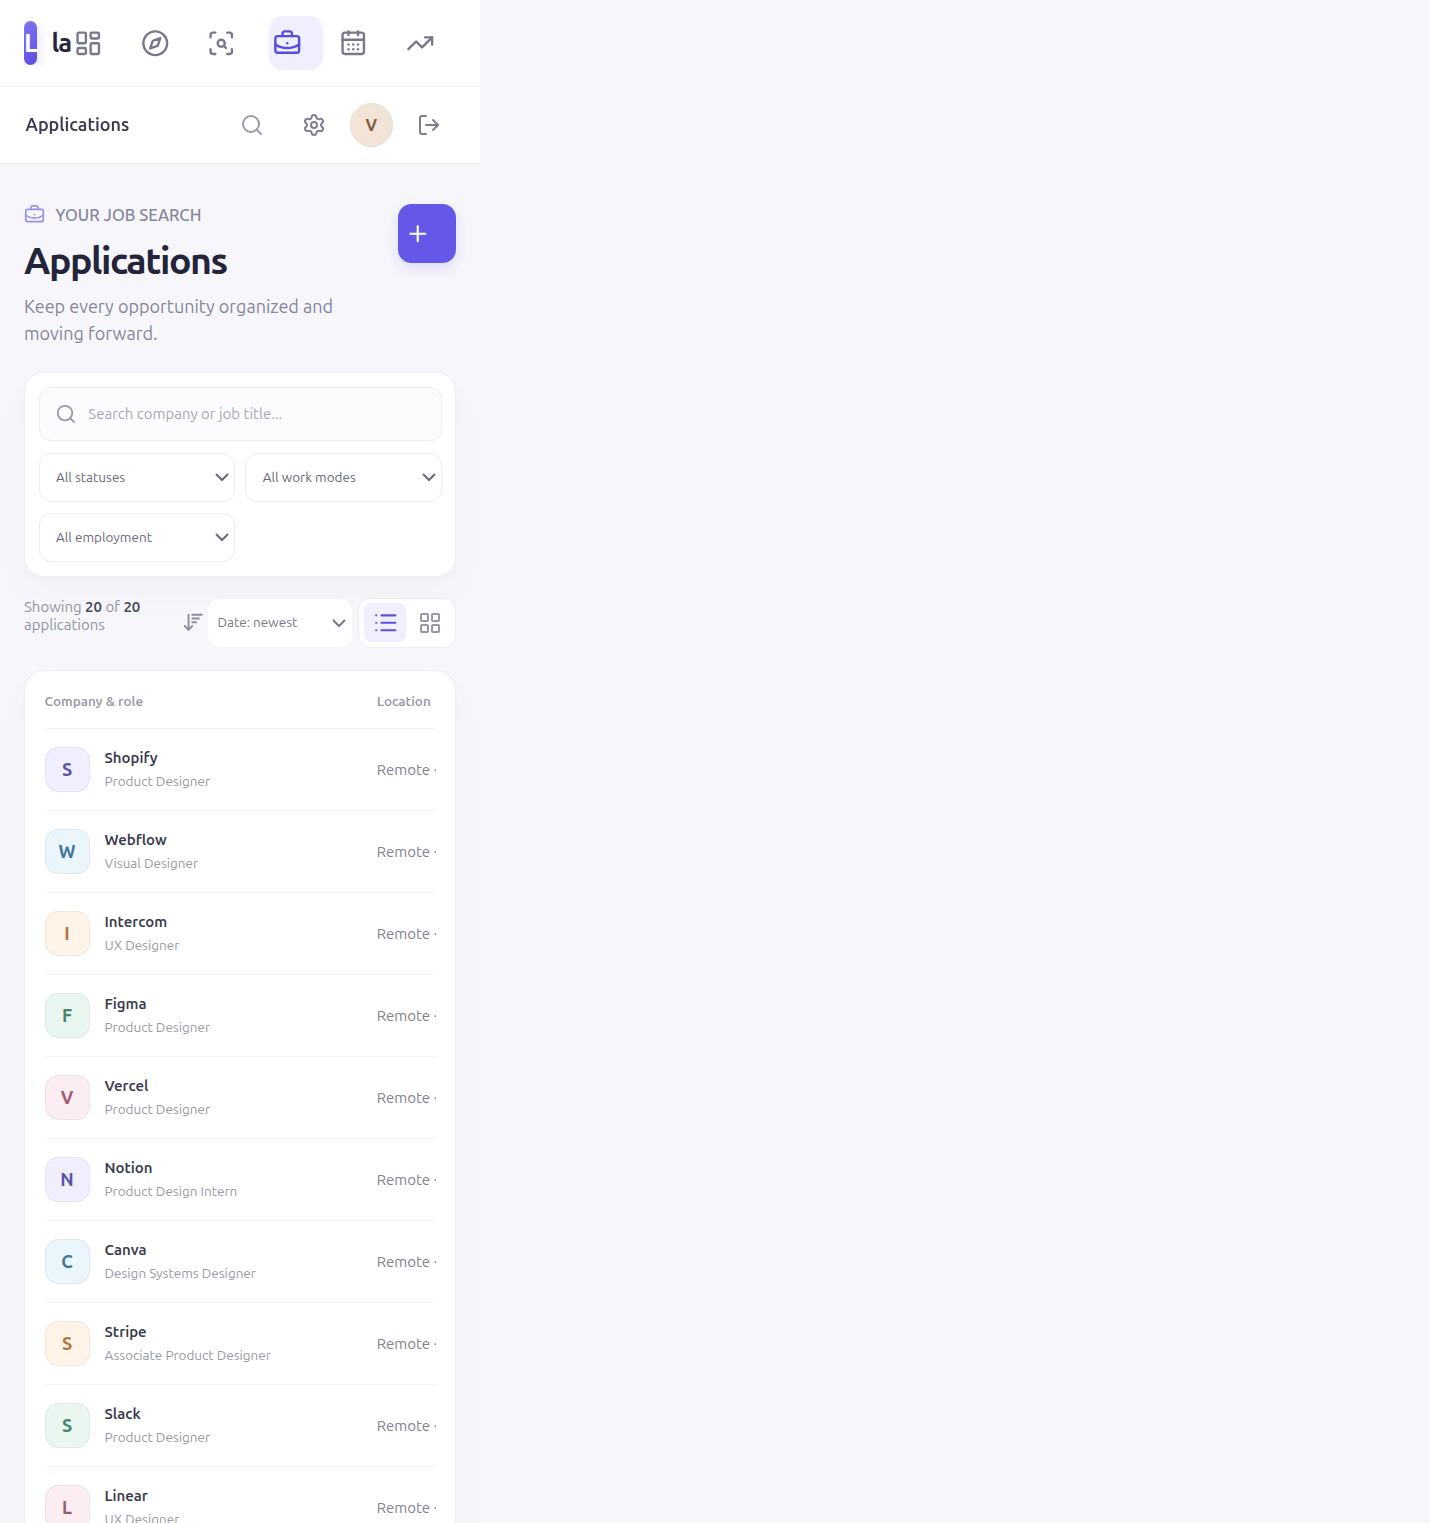 L la
Applications
V
YOUR JOB SEARCH
Applications
Keep every opportunity organized and
moving forward.
Search company or job title...
All statuses
All work modes
All employment
Showing 20 of 20
applications
Date: newest
Company & role Location
S Shopify
Product Designer
Remote ·
W Webflow
Visual Designer
Remote ·
I Intercom
UX Designer
Remote ·
F Figma
Product Designer
Remote ·
V Vercel
Product Designer
Remote ·
N Notion
Product Design Intern
Remote ·
C Canva
Design Systems Designer
Remote ·
S Stripe
Associate Product Designer
Remote ·
S Slack
Product Designer
Remote ·
L Linear
UX Designer
Remote ·